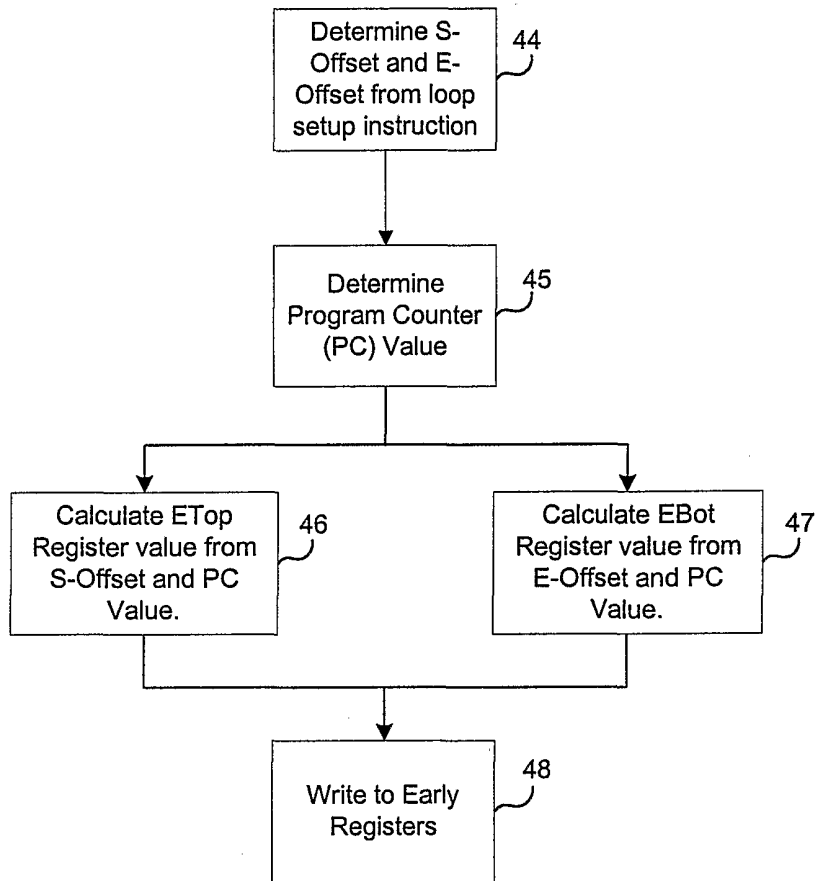 Determine S-
Offset and E-
Offset from loop
setup instruction
44
Determine
Program Counter
(PC) Value
45
Calculate ETop
Register value from
S-Offset and PC
Value.
46
Calculate EBot
Register value from
E-Offset and PC
Value.
47
Write to Early
Registers
48